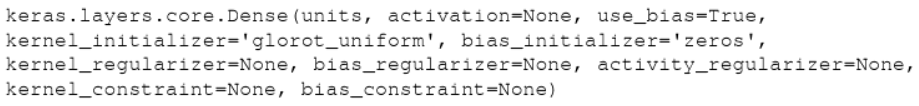 keras.layers.core.Dense(units, activation=None, use_bias=True,
kernel_initializer='glorot_uniform', bias_initializer='zeros',
kernel_regularizer=None, bias_regularizer=None, activity_regularizer=None,
kernel_constraint=None, bias_constraint=None)